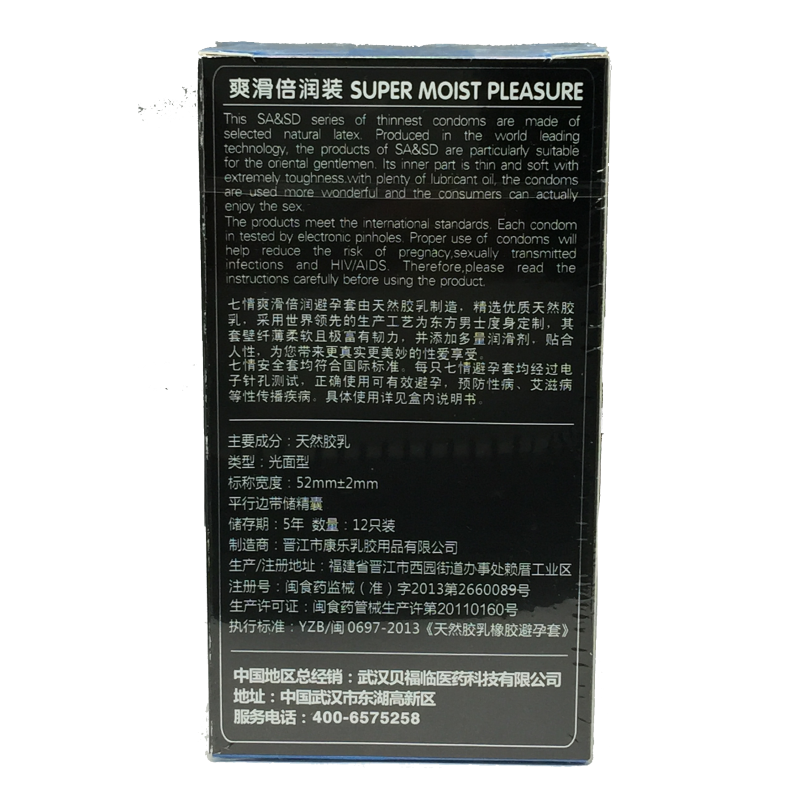 爽滑倍润装 SUPER MOIST PLEASURE
This SA&SD series of thinnest condoms are made of
selected natural latex. Produced in the world leading
technology, the products of SA&SD are particularly suitable
for the oriental gentlemen. Its inner part is thin and soft with
extremely toughness,with plenty of lubricant oil, the condoms
are used more wonderful and the consumers can actually
enjoy the sex.
The products meet the international standards. Each condom
in tested by electronic pinholes. Proper use of condoms will
help reduce the risk of pregnacy,sexually transmitted
infections and HIV/AIDS. Therefore,please read the
instructions carefully before using the product.
七情爽滑倍润避孕套由天然胶乳制造，精选优质天然胶
乳，采用世界领先的生产工艺为东方男士度身定制，其
套壁纤薄柔软且极富有韧力，并添加多量润滑剂，贴合
人性，为您带来更真实更美妙的性爱享受。
七情安全套均符合国际标准。每只七情避孕套均经过电
子针孔测试，正确使用可有效避孕，预防性病、艾滋病
等性传播疾病。具体使用详见盒内说明书。
主要成分：天然胶乳
类型：光面型
标称宽度：52mm±2mm
平行边带储精囊
储存期：5年 数量：12只装
制造商：晋江市康乐乳胶用品有限公司
生产/注册地址：福建省晋江市西园街道办事处赖厝工业区
注册号：闽食药监械（准）字2013第2660089号
生产许可证：闽食药管械生产许第20110160号
执行标准：YZB/闽 0697-2013《天然胶乳橡胶避孕套》
中国地区总经销：武汉贝福临医药科技有限公司
地址：中国武汉市东湖高新区
服务电话：400-6575258